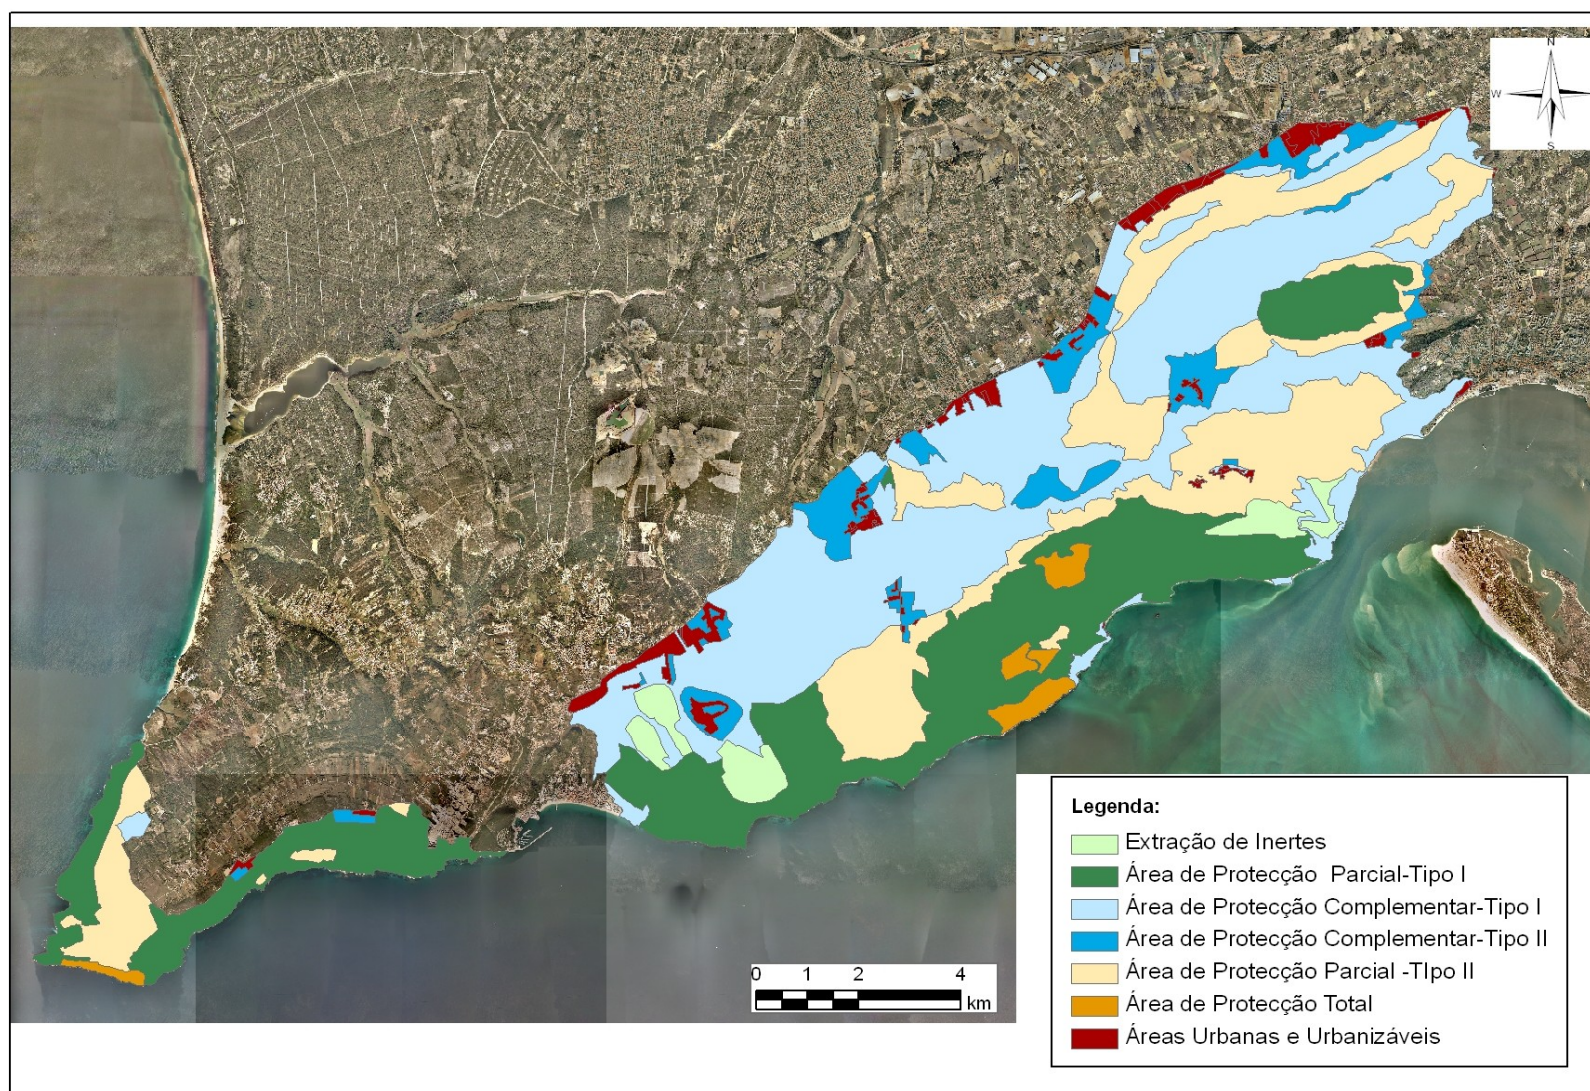 N
W
S
Legenda:
Extração de Inertes
Área de Protecção Parcial-Tipo I
Área de Protecção Complementar-Tipo I
Área de Protecção Complementar-Tipo II
Área de Protecção Parcial -TIpo II
Área de Protecção Total
Áreas Urbanas e Urbanizáveis
0 1 2 4
km